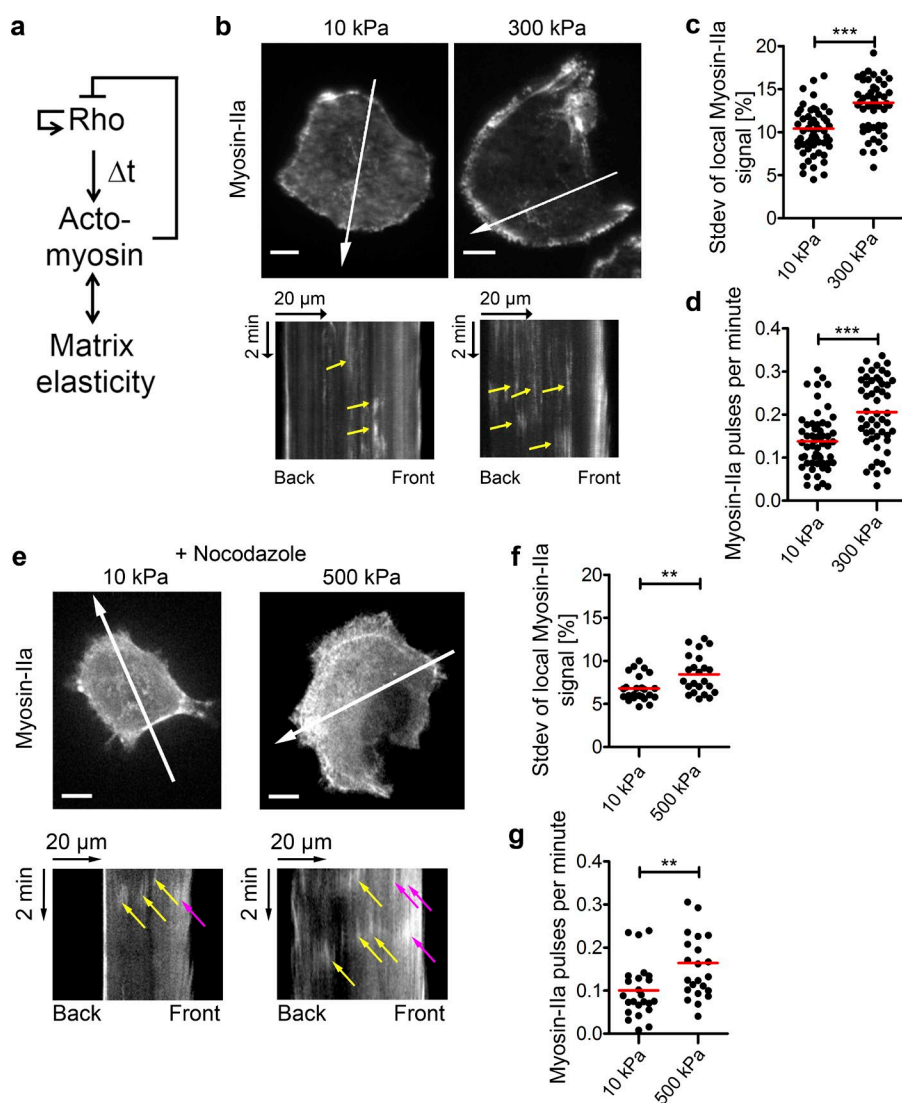 a
Rho
Δt
Acto-
myosin
Matrix
elasticity
b
10 kPa
300 kPa
Myosin-IIa
20 µm
20 µm
2 min
2 min
Back
Front
Back
Front
c
***
Stdev of local Myosin-IIa
signal [%]
20
15
10
5
0
10 kPa
300 kPa
d
***
Myosin-IIa pulses per minute
0.4
0.3
0.2
0.1
0.0
10 kPa
300 kPa
e
+ Nocodazole
10 kPa
500 kPa
Myosin-IIa
20 µm
20 µm
2 min
2 min
Back
Front
Back
Front
f
**
Stdev of local Myosin-IIa
signal [%]
20
15
10
5
0
10 kPa
500 kPa
g
**
Myosin-IIa pulses per minute
0.4
0.3
0.2
0.1
0.0
10 kPa
500 kPa